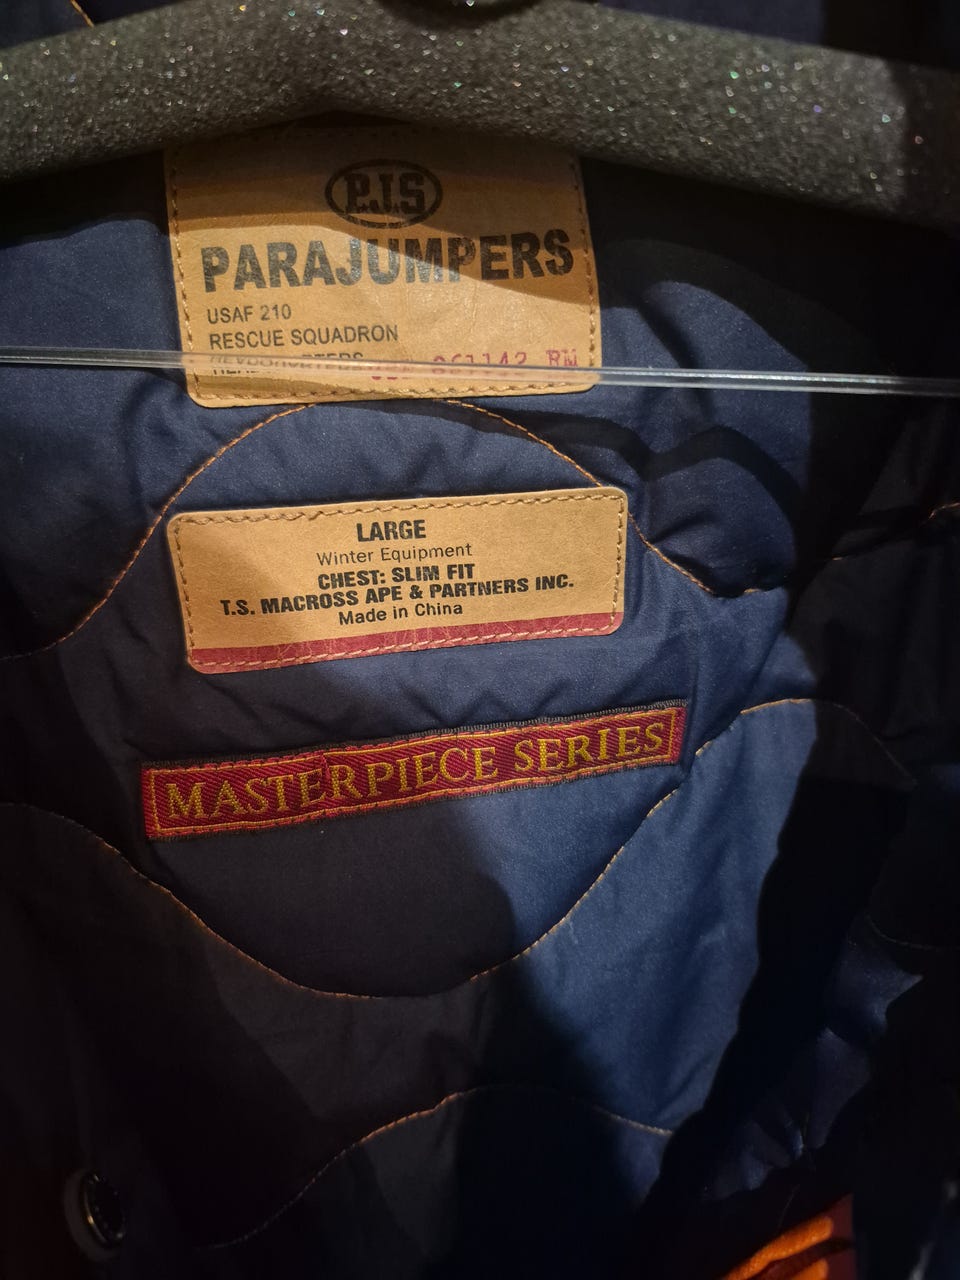 P.J.S
PARAJUMPERS
USAF 210
RESCUE SQUADRON
HEADQUARTERS
LARGE
Winter Equipment
CHEST: SLIM FIT
T.S. MACROSS APE & PARTNERS INC.
Made in China
MASTERPIECE SERIES